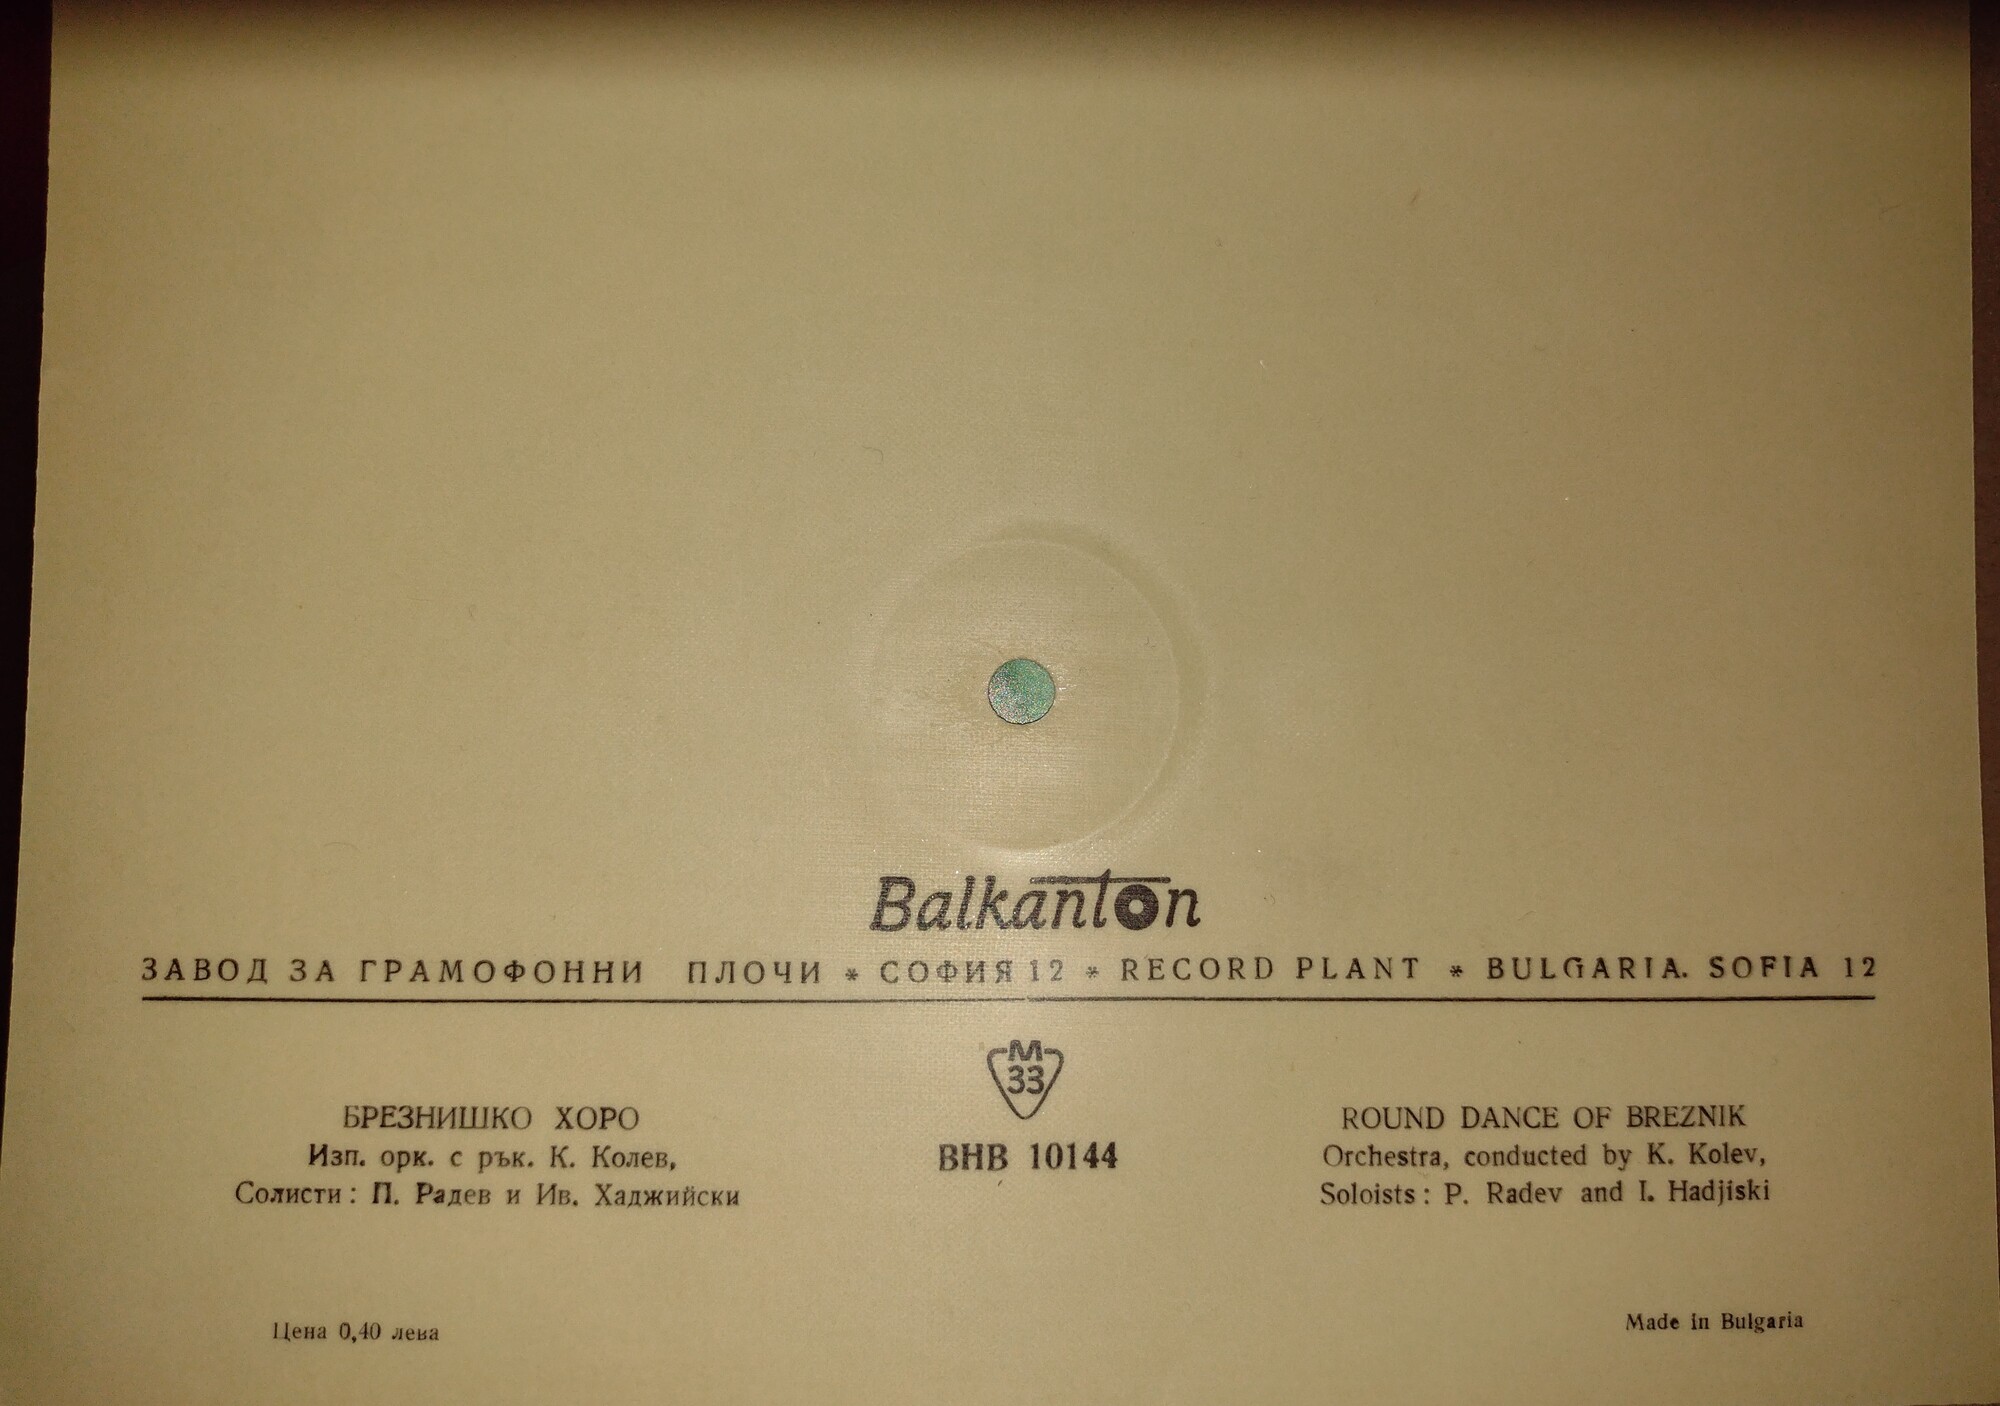 Balkanton
ЗАВОД ЗА ГРАМОФОННИ ПЛОЧИ * СОФИЯ 12 * RECORD PLANT * BULGARIA. SOFIA 12
М
33
БРЕЗНИШКО ХОРО
Изп. орк. с рък. К. Колев,
Солисти: П. Радев и Ив. Хаджийски
ВНВ 10144
ROUND DANCE OF BREZNIK
Orchestra, conducted by K. Kolev,
Soloists: P. Radev and I. Hadjiski
Цена 0,40 лева
Made in Bulgaria